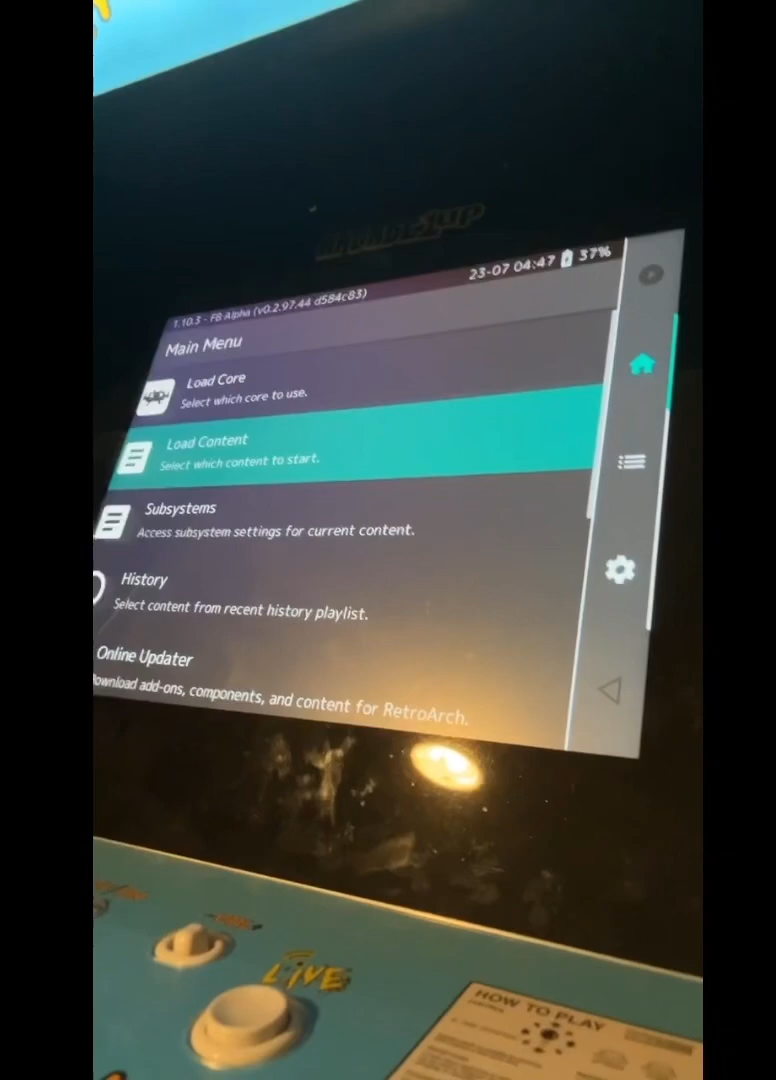 ARCADE1UP
23-07 04:47 37%
1.10.3 - FB Alpha (v0.2.97.44 d584c83)
Main Menu
Load Core
Select which core to use.
Load Content
Select which content to start.
Subsystems
Access subsystem settings for current content.
History
Select content from recent history playlist.
Online Updater
Download add-ons, components, and content for RetroArch.
LIVE
HOW TO PLAY